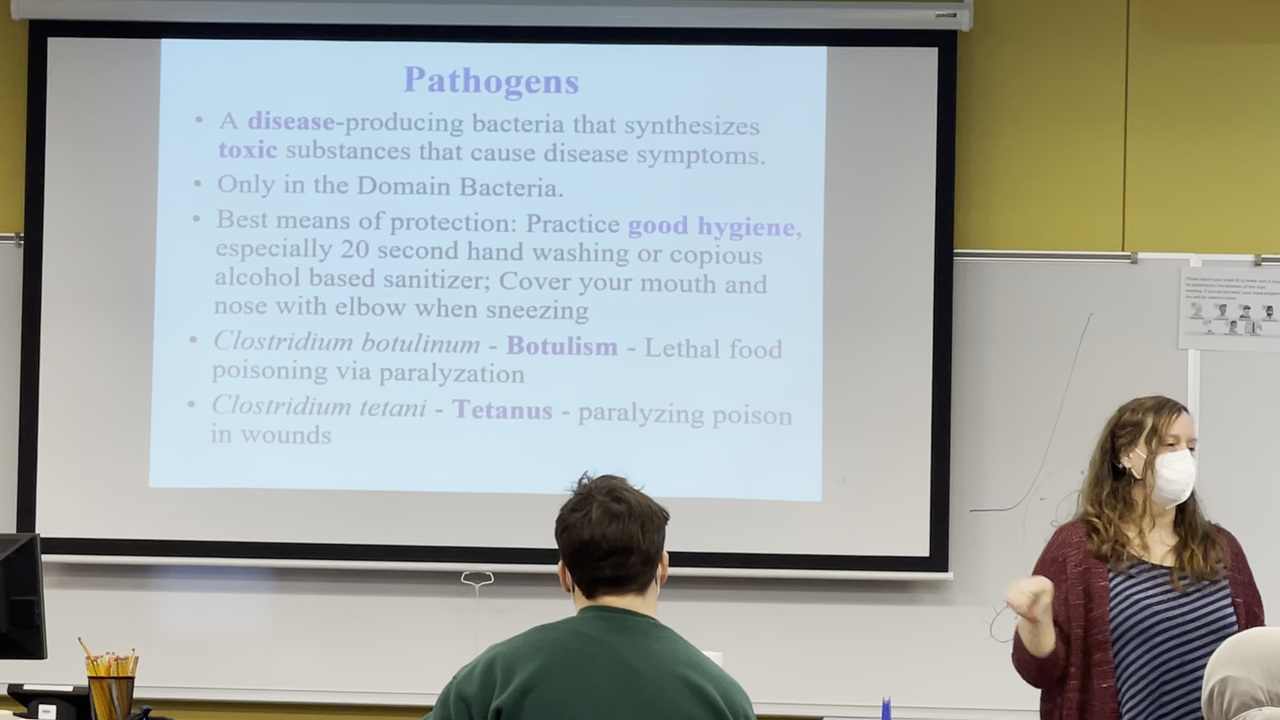 Pathogens
• A disease-producing bacteria that synthesizes
toxic substances that cause disease symptoms.
• Only in the Domain Bacteria.
• Best means of protection: Practice good hygiene,
especially 20 second hand washing or copious
alcohol based sanitizer; Cover your mouth and
nose with elbow when sneezing
• Clostridium botulinum - Botulism - Lethal food
poisoning via paralyzation
• Clostridium tetani - Tetanus - paralyzing poison
in wounds